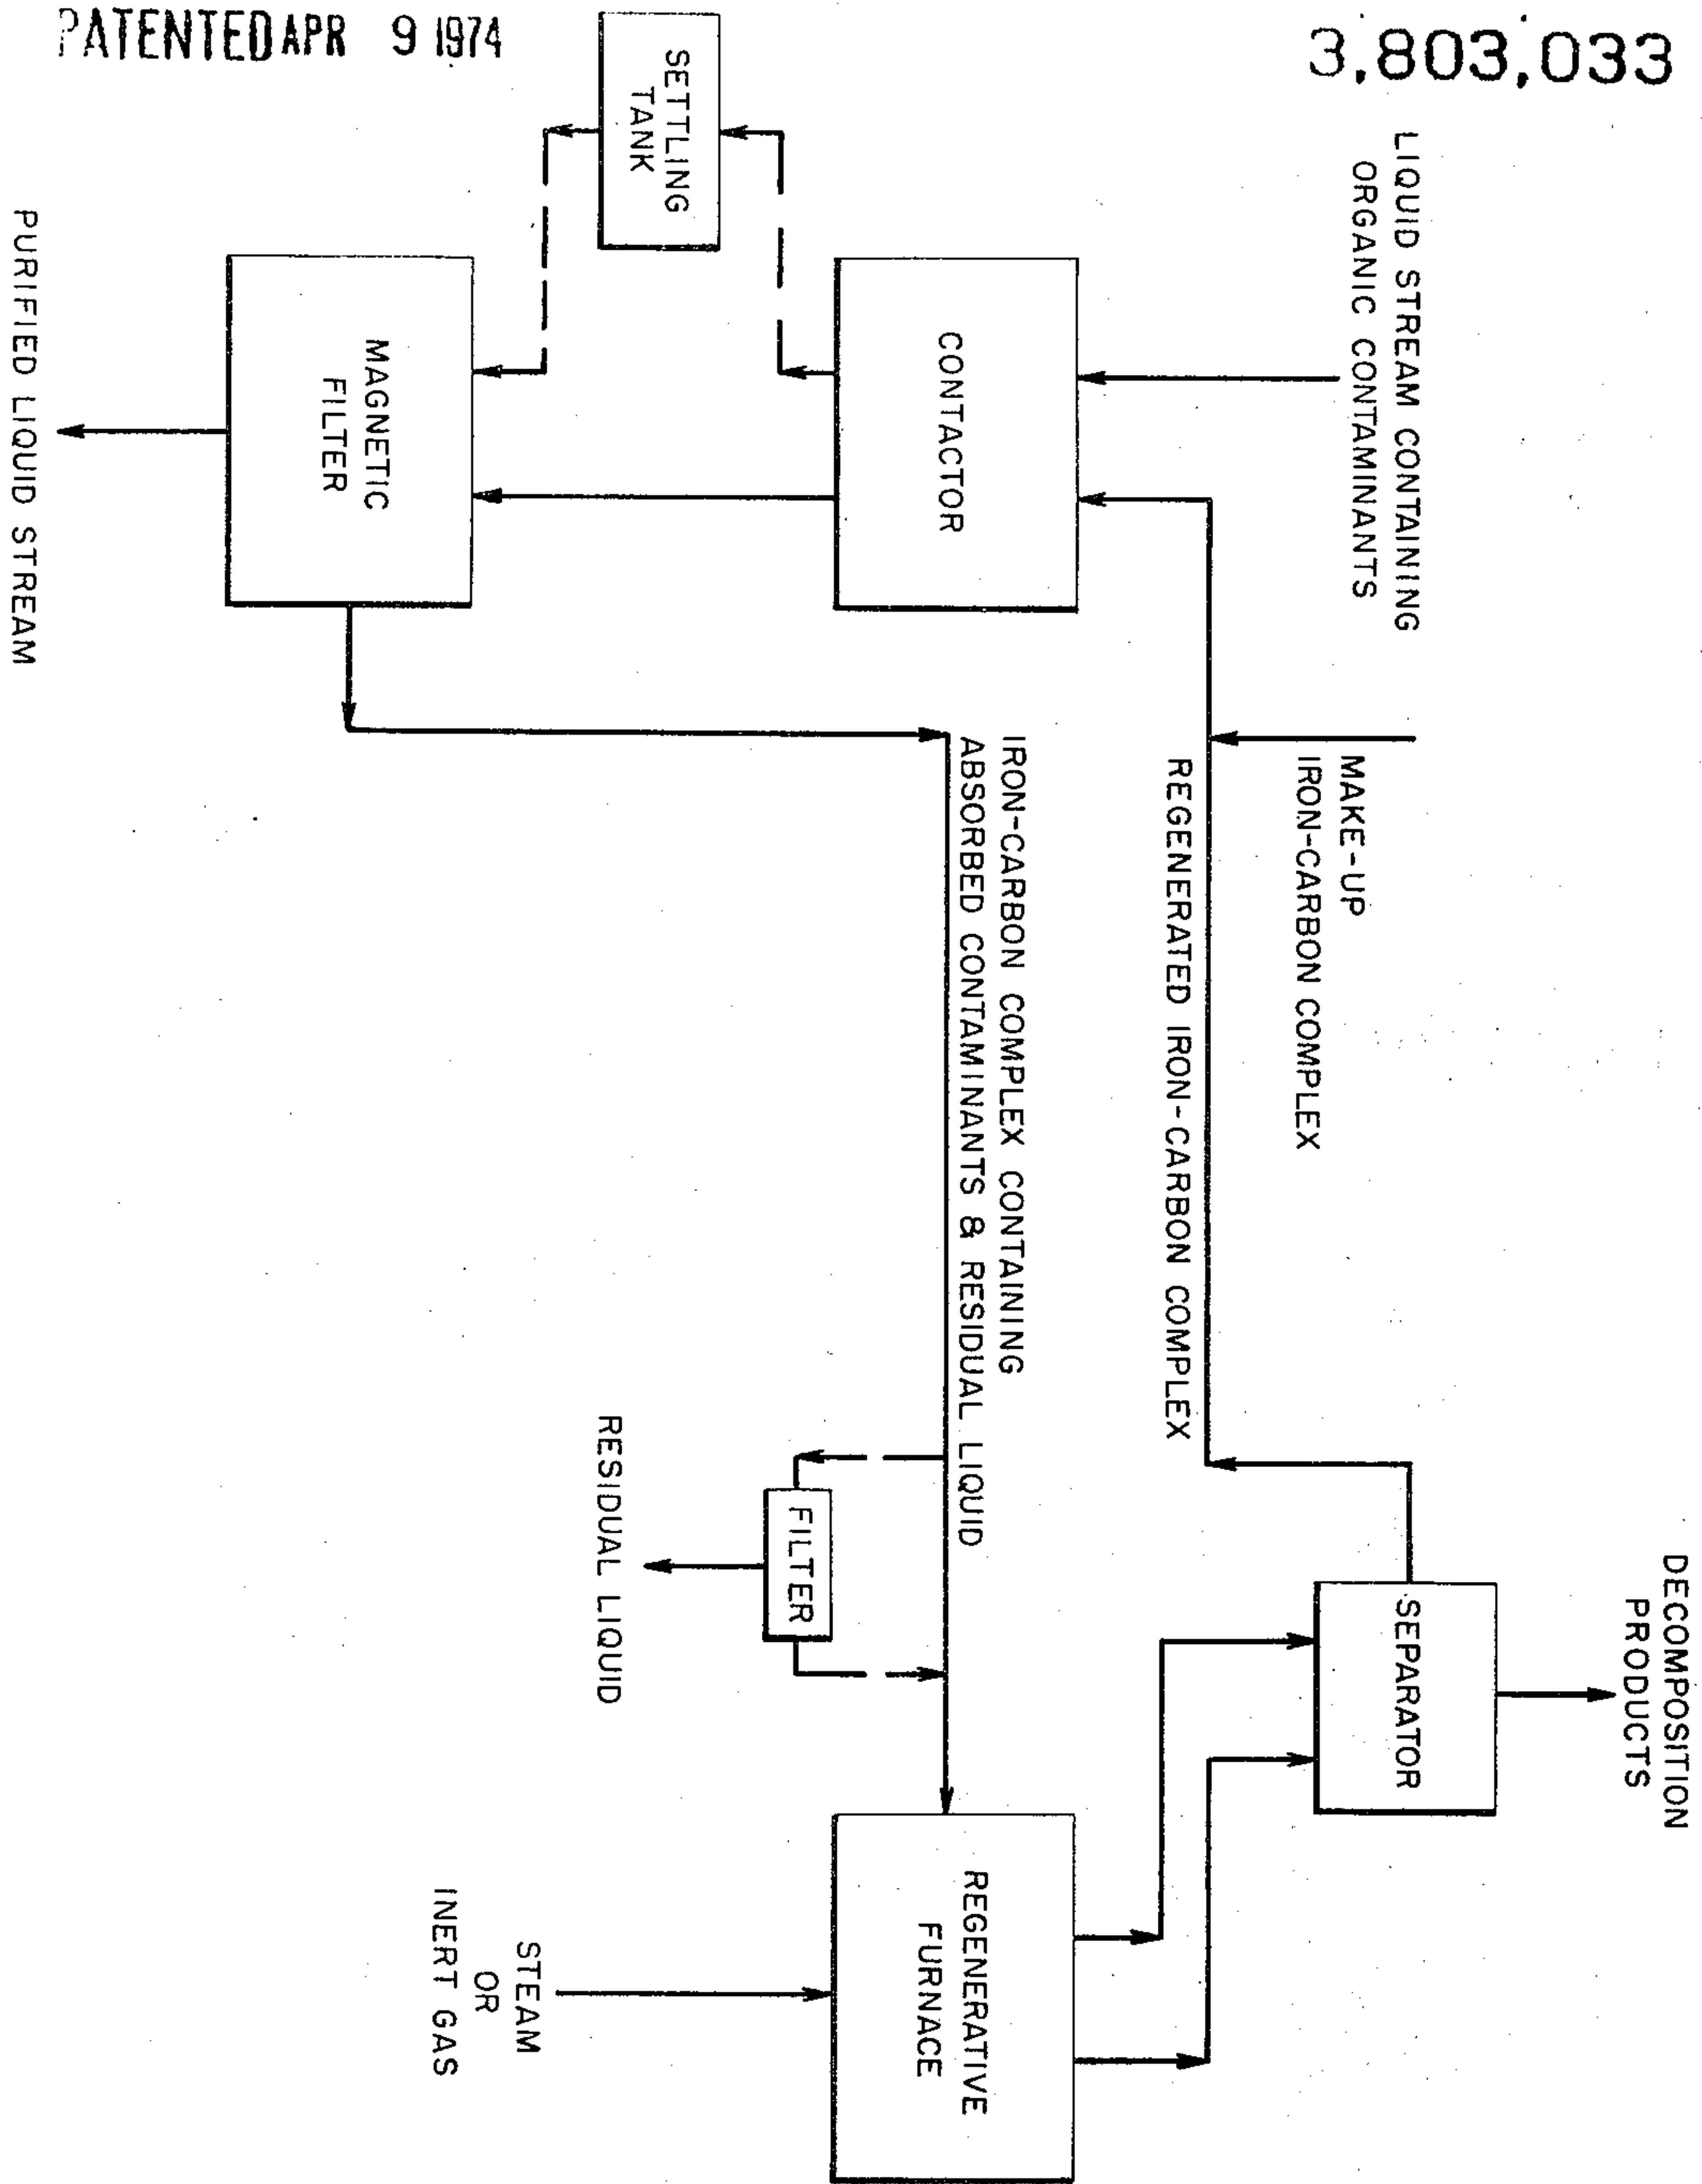 PATENTED APR 9 1974
3,803,033
LIQUID STREAM CONTAINING
ORGANIC CONTAMINANTS
MAKE-UP
IRON-CARBON COMPLEX
REGENERATED IRON-CARBON COMPLEX
DECOMPOSITION
PRODUCTS
SEPARATOR
CONTACTOR
SETTLING
TANK
MAGNETIC
FILTER
PURIFIED LIQUID STREAM
IRON-CARBON COMPLEX CONTAINING
ABSORBED CONTAMINANTS & RESIDUAL LIQUID
FILTER
RESIDUAL LIQUID
REGENERATIVE
FURNACE
STEAM
OR
INERT GAS